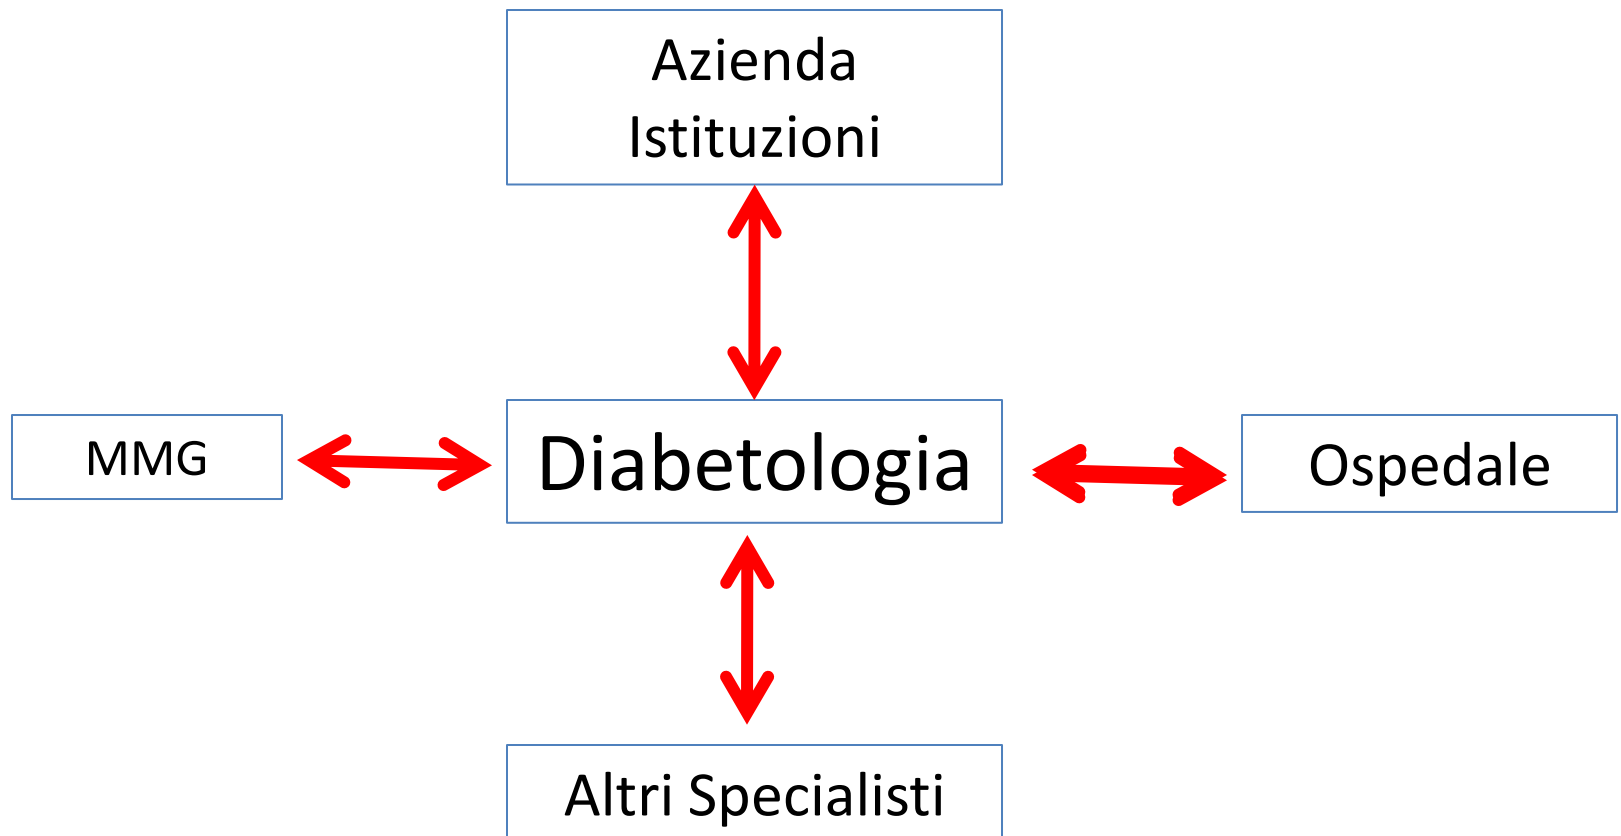 Azienda
Istituzioni
MMG
Diabetologia
Ospedale
Altri Specialisti